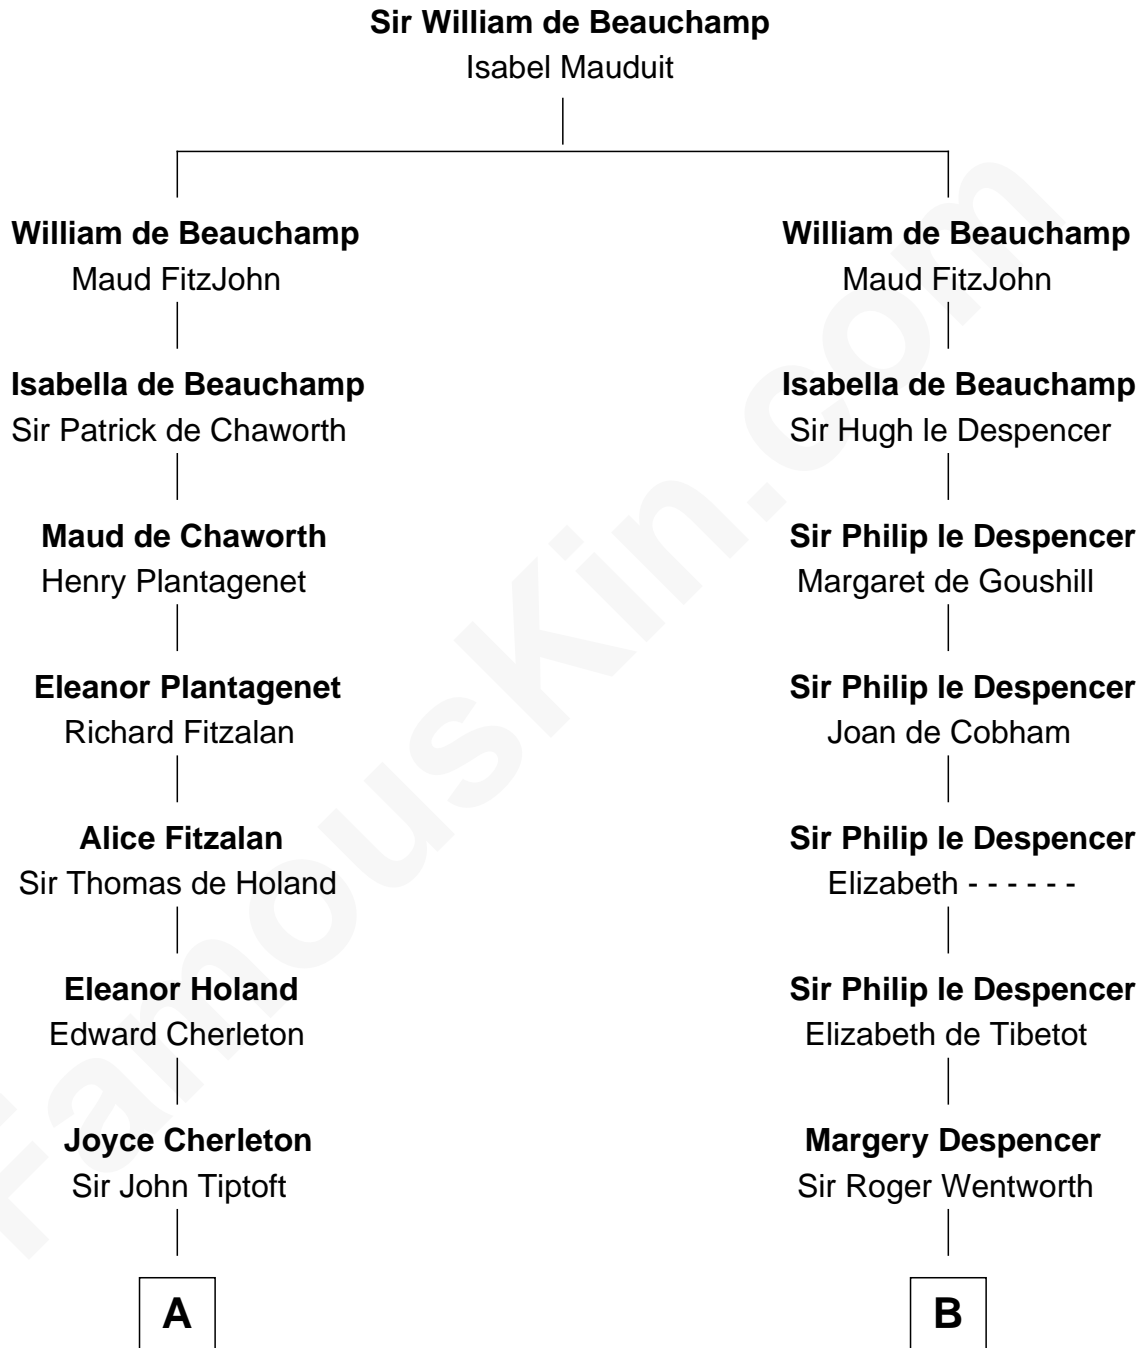 Sir William de Beauchamp
Isabel Mauduit
William de Beauchamp
Maud FitzJohn
Isabella de Beauchamp
Sir Patrick de Chaworth
Maud de Chaworth
Henry Plantagenet
Eleanor Plantagenet
Richard Fitzalan
Alice Fitzalan
Sir Thomas de Holand
Eleanor Holand
Edward Cherleton
Joyce Cherleton
Sir John Tiptoft
A
William de Beauchamp
Maud FitzJohn
Isabella de Beauchamp
Sir Hugh le Despencer
Sir Philip le Despencer
Margaret de Goushill
Sir Philip le Despencer
Joan de Cobham
Sir Philip le Despencer
Elizabeth - - - - - -
Sir Philip le Despencer
Elizabeth de Tibetot
Margery Despencer
Sir Roger Wentworth
B
FamousKin.com